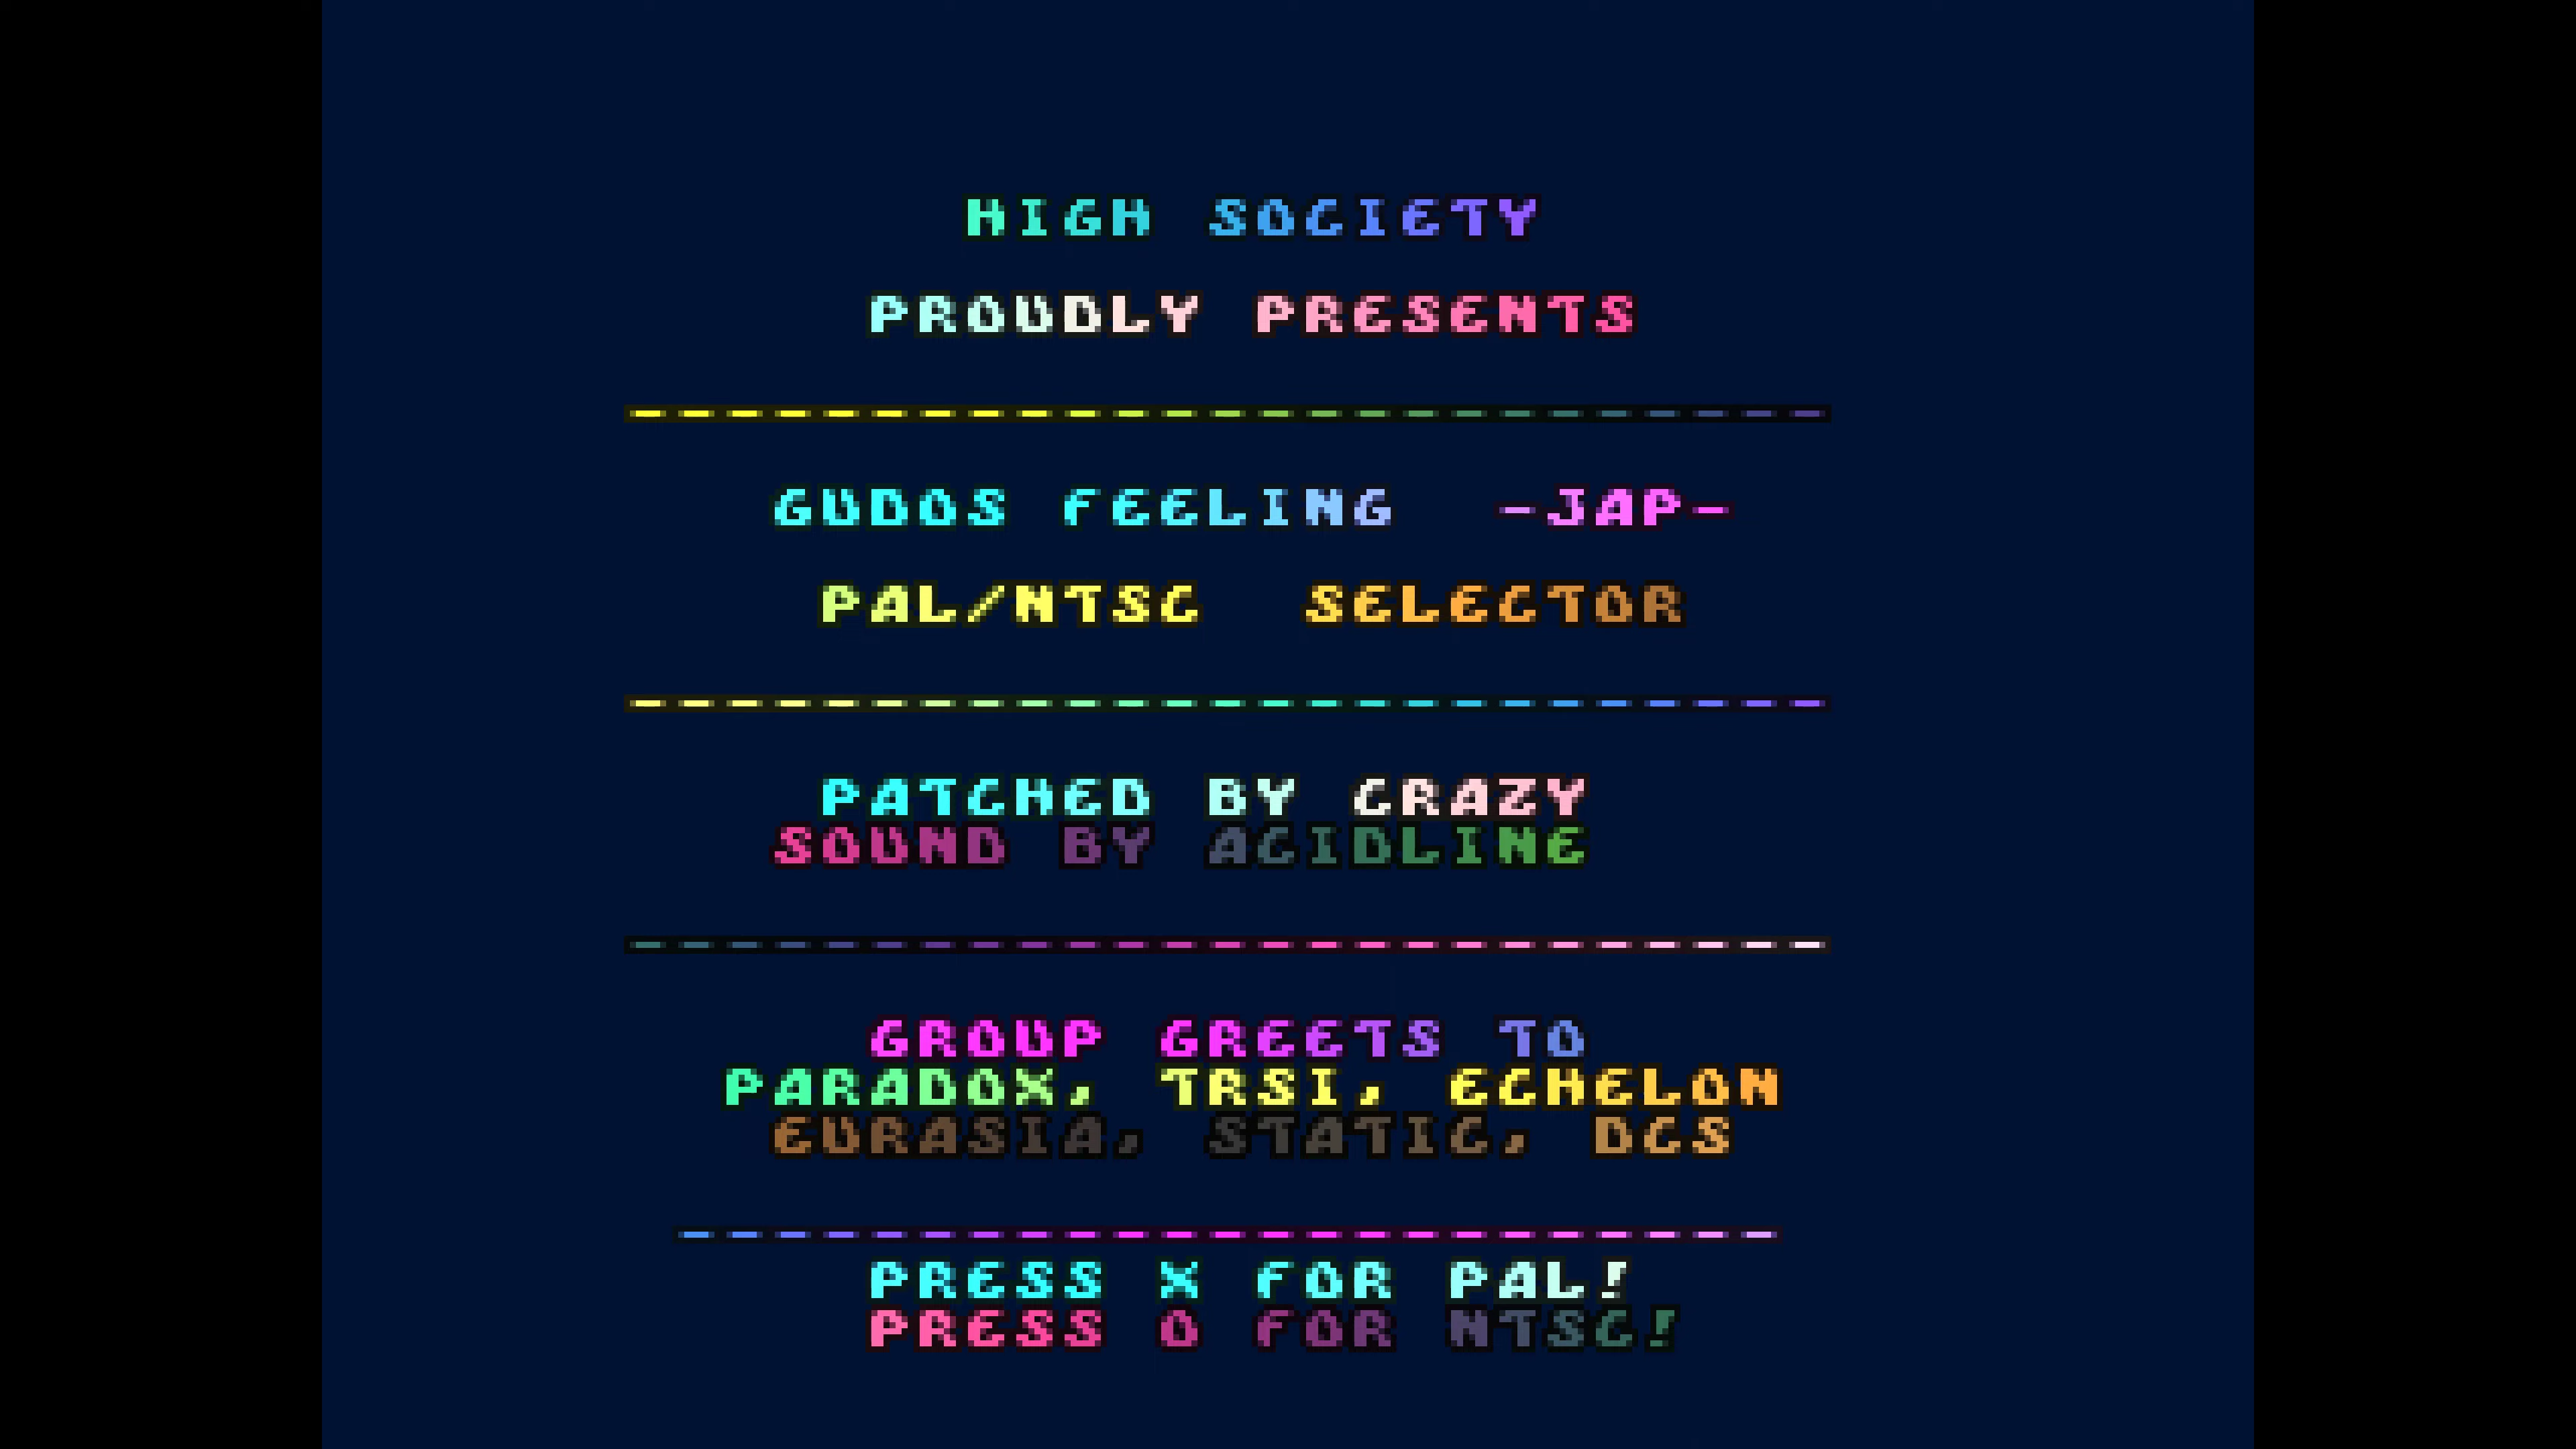 HIGH SOCIETY
PROUDLY PRESENTS
-------------------------
GUDOS FEELING  -JAP-
PAL/NTSC  SELECTOR
-------------------------
PATCHED BY CRAZY
SOUND BY ACIDLINE
-------------------------
GROUP GREETS TO
PARADOX, TRSI, ECHELON
EURASIA, STATIC, DCS
-----------------------
PRESS X FOR PAL!
PRESS O FOR NTSC!